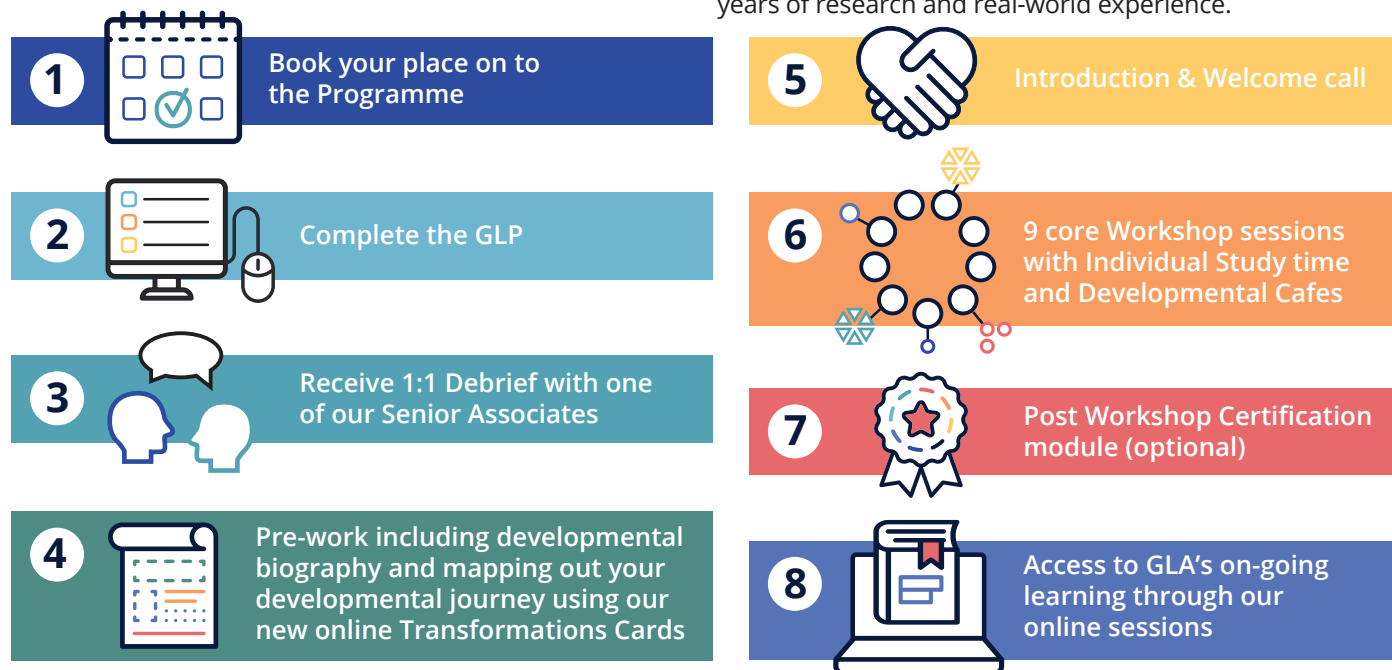 years of research and real-world experience.
1
Book your place on to
the Programme
2
Complete the GLP
3
Receive 1:1 Debrief with one
of our Senior Associates
4
Pre-work including developmental
biography and mapping out your
developmental journey using our
new online Transformations Cards
5
Introduction & Welcome call
6
9 core Workshop sessions
with Individual Study time
and Developmental Cafes
7
Post Workshop Certification
module (optional)
8
Access to GLA’s on-going
learning through our
online sessions